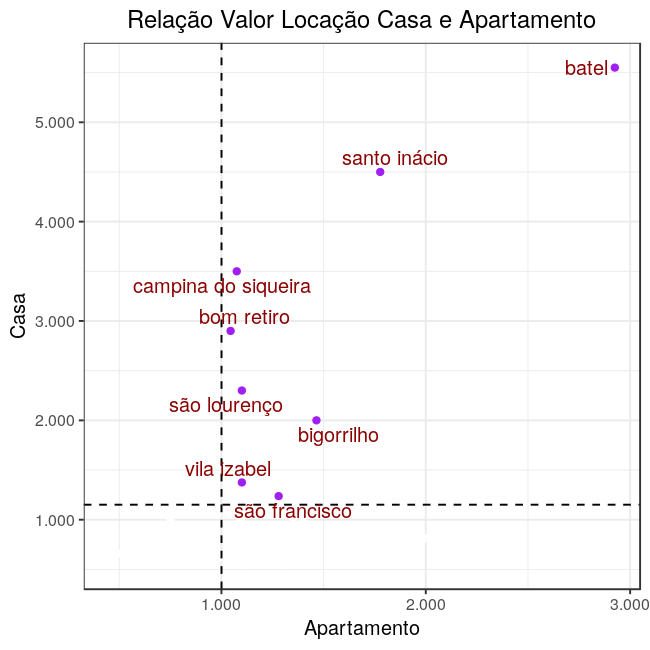 Relação Valor Locação Casa e Apartamento
batel
5.000
santo inácio
4.000
campina do siqueira
bom retiro
3.000
são lourenço
2.000
bigorrilho
vila izabel
são francisco
1.000
Casa
1.000 2.000 3.000
Apartamento